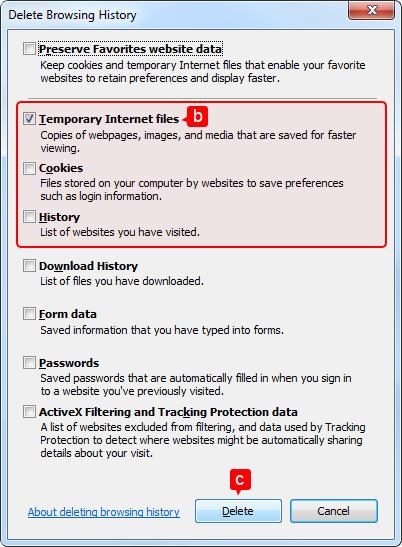 Delete Browsing History
X
Preserve Favorites website data
Keep cookies and temporary Internet files that enable your favorite
websites to retain preferences and display faster.
Temporary Internet files b
Copies of webpages, images, and media that are saved for faster
viewing.
Cookies
Files stored on your computer by websites to save preferences
such as login information.
History
List of websites you have visited.
Download History
List of files you have downloaded.
Form data
Saved information that you have typed into forms.
Passwords
Saved passwords that are automatically filled in when you sign in
to a website you've previously visited.
ActiveX Filtering and Tracking Protection data
A list of websites excluded from filtering, and data used by Tracking
Protection to detect where websites might be automatically sharing
details about your visit.
c
About deleting browsing history Delete Cancel